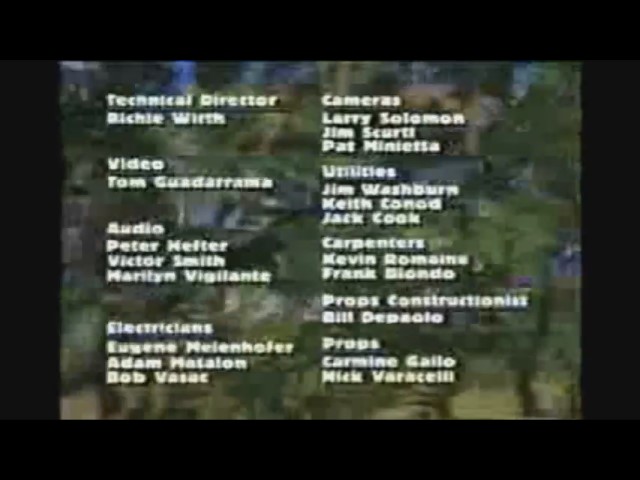 Technical Director
Richie Wirth
Video
Tom Guadarrama
Audio
Peter Hefter
Victor Smith
Marilyn Vigilante
Electricians
Eugene Meienhofer
Adam Matalon
Bob Vasac
Cameras
Larry Solomon
Jim Scurti
Pat Minietta
Utilities
Jim Washburn
Keith Conod
Jack Cook
Carpenters
Kevin Romaine
Frank Biondo
Props Constructionist
Bill Depaolo
Props
Carmine Gallo
Nick Varacelli